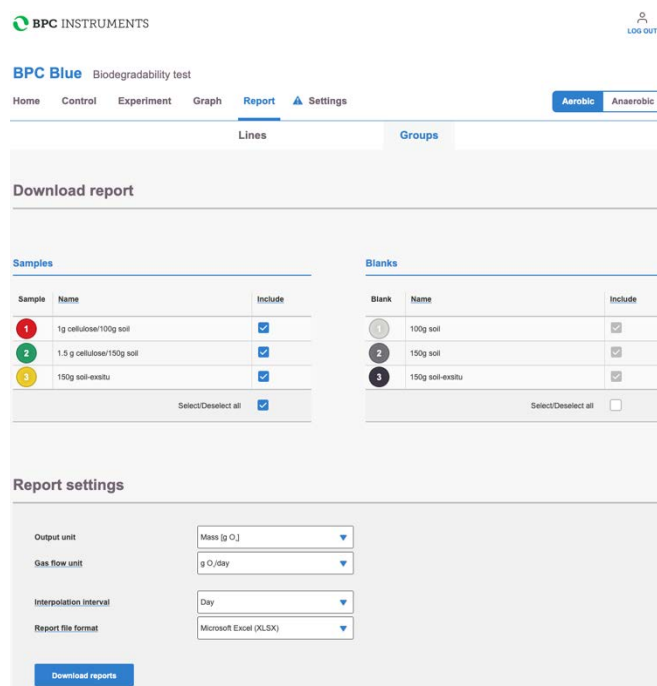 BPC INSTRUMENTS
LOG OUT
BPC Blue Biodegradability test
Home Control Experiment Graph Report Settings Aerobic Anaerobic
Lines Groups
Download report
Samples Blanks
Sample Name Include Blank Name Include
1 1g cellulose/100g soil 1 100g soil
2 1.5 g cellulose/150g soil 2 150g soil
3 150g soil-exsitu 3 150g soil-exsitu
Select/Deselect all Select/Deselect all
Report settings
Output unit Mass [g O₂]
Gas flow unit g O₂/day
Interpolation interval Day
Report file format Microsoft Excel (XLSX)
Download reports